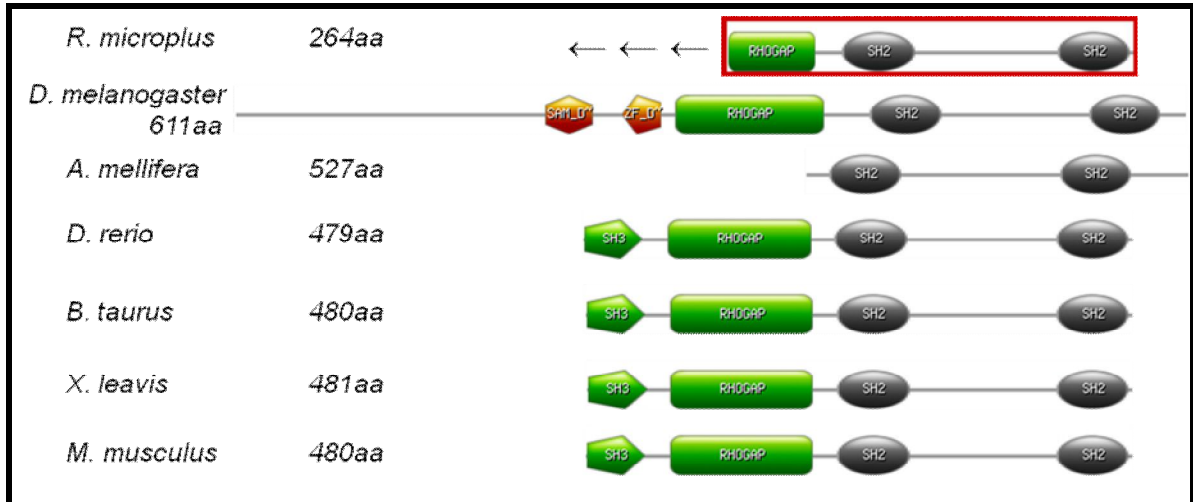 R. microplus 264aa RHOGAP SH2 SH2
D. melanogaster
611aa SAM_D ZF_D RHOGAP SH2 SH2
A. mellifera 527aa SH2 SH2
D. rerio 479aa SH3 RHOGAP SH2 SH2
B. taurus 480aa SH3 RHOGAP SH2 SH2
X. leavis 481aa SH3 RHOGAP SH2 SH2
M. musculus 480aa SH3 RHOGAP SH2 SH2